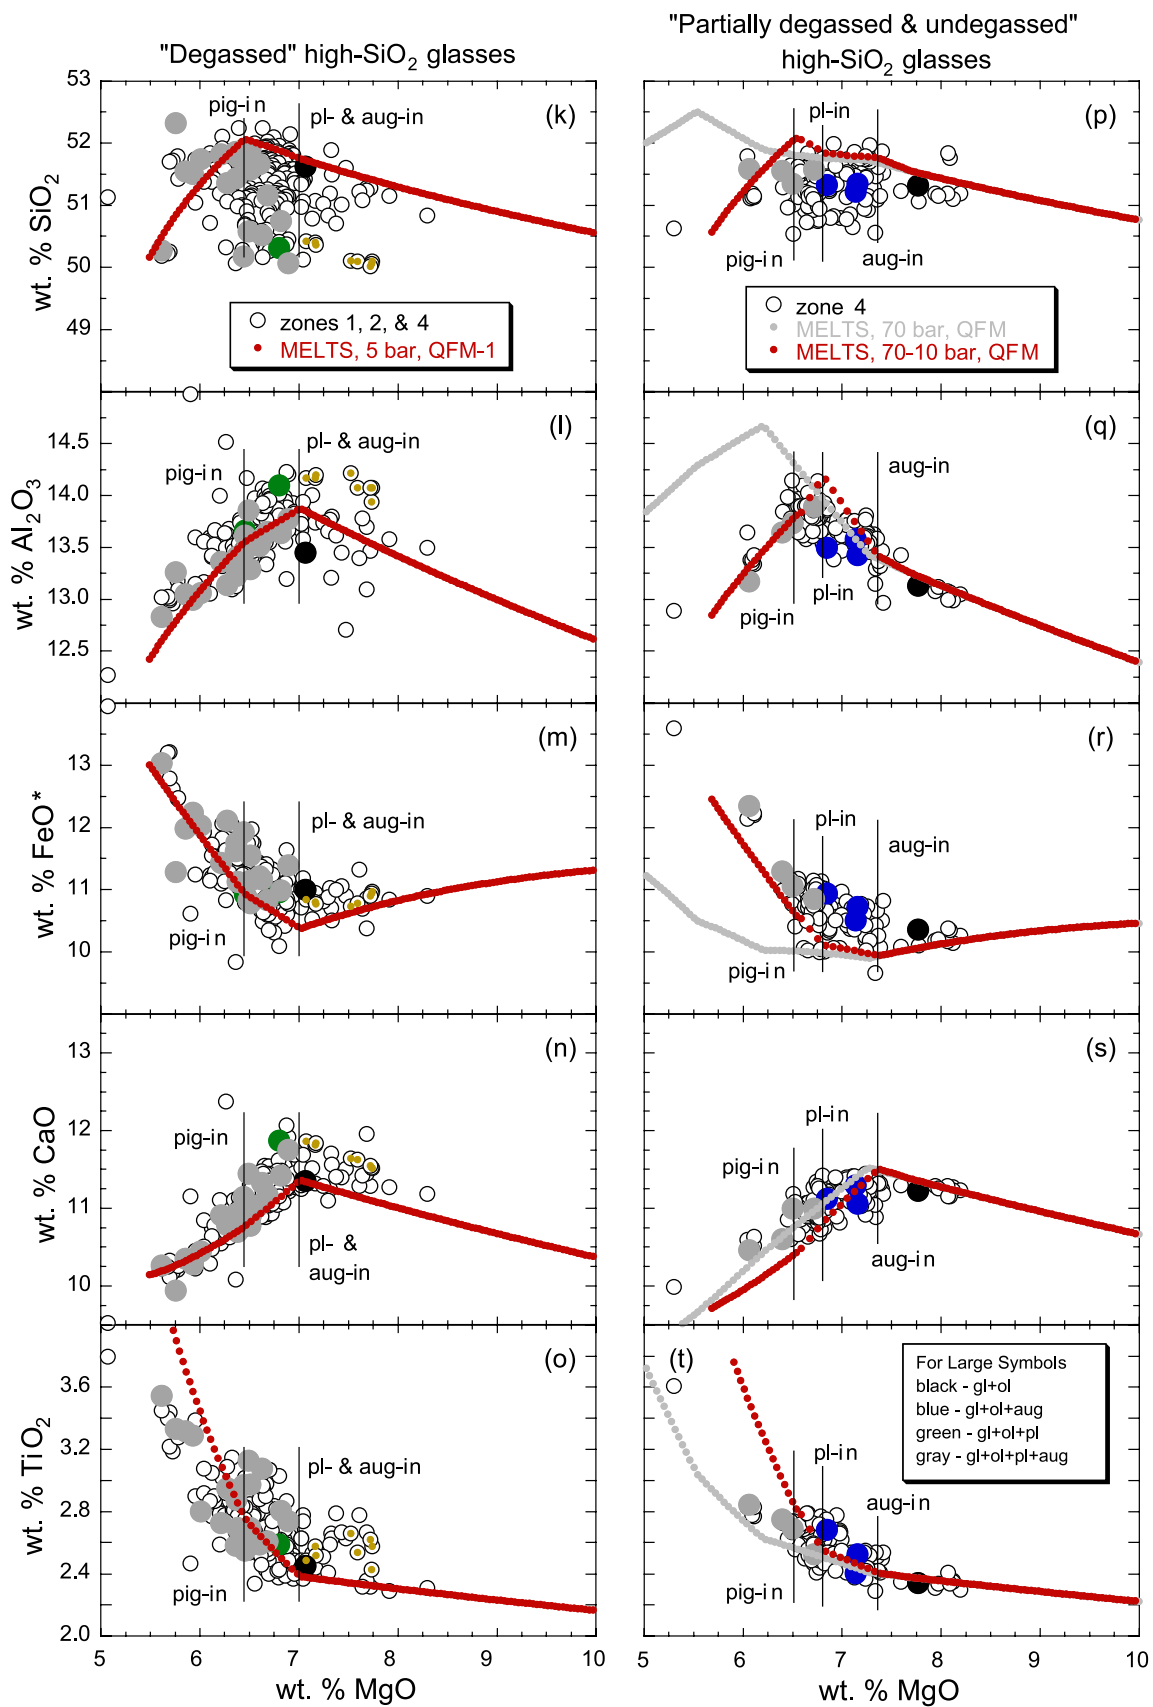 "Degassed" high-SiO2 glasses
"Partially degassed & undegassed"
high-SiO2 glasses
53
52
51
50
49
wt. % SiO2
pig-in
pl- & aug-in
(k)
zones 1, 2, & 4
MELTS, 5 bar, QFM-1
pl-in
(p)
pig-in
aug-in
zone 4
MELTS, 70 bar, QFM
MELTS, 70-10 bar, QFM
14.5
14.0
13.5
13.0
12.5
wt. % Al2O3
pig-in
pl- & aug-in
(l)
(q)
aug-in
pig-in
pl-in
13
12
11
10
wt. % FeO*
(m)
pl- & aug-in
pig-in
(r)
pl-in
aug-in
pig-in
13
12
11
10
wt. % CaO
(n)
pig-in
pl- &
aug-in
(s)
pl-in
pig-in
aug-in
3.6
3.2
2.8
2.4
2.0
wt. % TiO2
(o)
pl- & aug-in
pig-in
(t)
For Large Symbols
black - gl+ol
blue - gl+ol+aug
green - gl+ol+pl
gray - gl+ol+pl+aug
pl-in
aug-in
pig-in
5 6 7 8 9 10
wt. % MgO
5 6 7 8 9 10
wt. % MgO